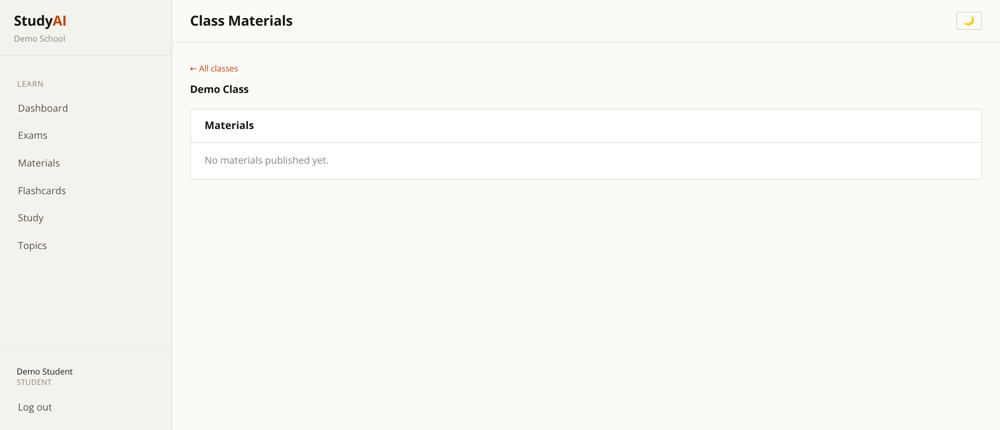 StudyAI
Demo School
LEARN
Dashboard
Exams
Materials
Flashcards
Study
Topics
Demo Student
STUDENT
Log out
Class Materials
← All classes
Demo Class
Materials
No materials published yet.